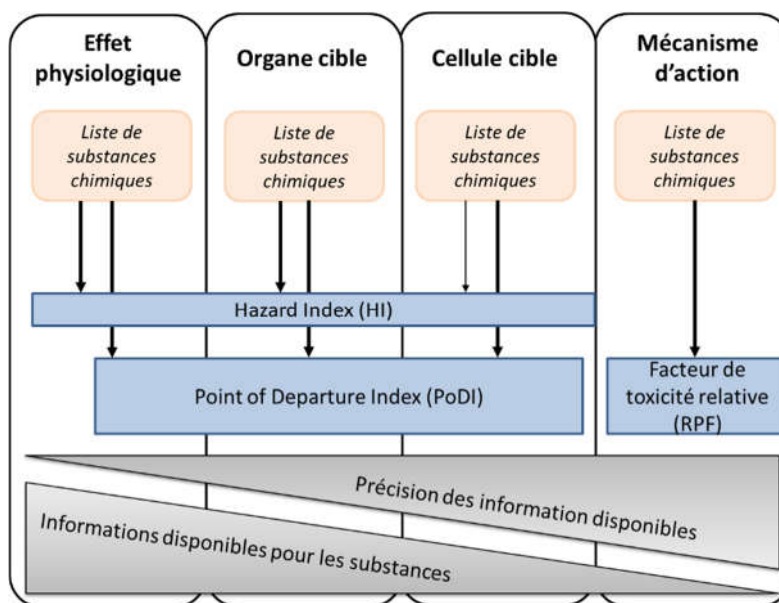 Effet
physiologique
Organe cible
Cellule cible
Mécanisme
d'action
Liste de
substances
chimiques
Liste de
substances
chimiques
Liste de
substances
chimiques
Liste de
substances
chimiques
Hazard Index (HI)
Point of Departure Index (PoDI)
Facteur de
toxicité relative
(RPF)
Précision des information disponibles
Informations disponibles pour les substances